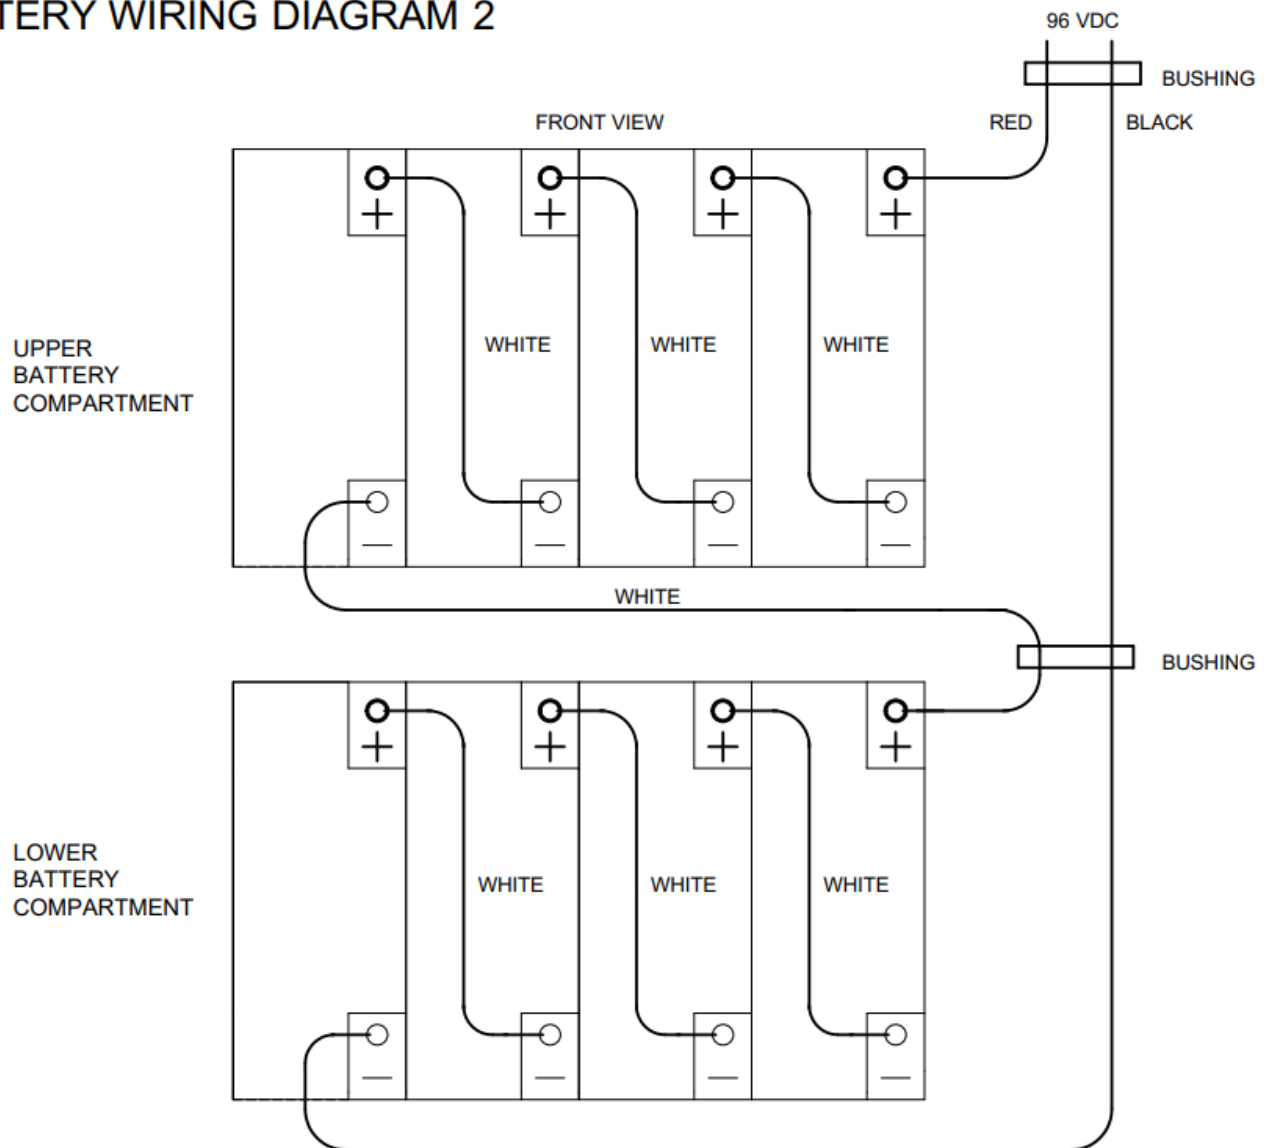 TERY WIRING DIAGRAM 2
96 VDC
BUSHING
FRONT VIEW
RED
BLACK
+
+
+
+
UPPER
BATTERY
COMPARTMENT
WHITE
WHITE
WHITE
—
—
—
—
WHITE
BUSHING
+
+
+
+
LOWER
BATTERY
COMPARTMENT
WHITE
WHITE
WHITE
—
—
—
—